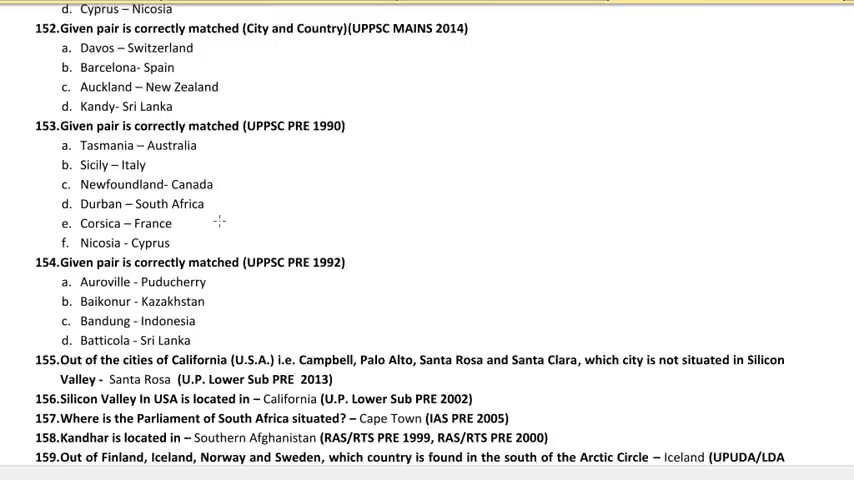 d. Cyprus – Nicosia
152.Given pair is correctly matched (City and Country)(UPPSC MAINS 2014)
a. Davos – Switzerland
b. Barcelona- Spain
c. Auckland – New Zealand
d. Kandy- Sri Lanka
153.Given pair is correctly matched (UPPSC PRE 1990)
a. Tasmania – Australia
b. Sicily – Italy
c. Newfoundland- Canada
d. Durban – South Africa
e. Corsica – France
f. Nicosia - Cyprus
154.Given pair is correctly matched (UPPSC PRE 1992)
a. Auroville - Puducherry
b. Baikonur - Kazakhstan
c. Bandung - Indonesia
d. Batticola - Sri Lanka
155.Out of the cities of California (U.S.A.) i.e. Campbell, Palo Alto, Santa Rosa and Santa Clara, which city is not situated in Silicon
Valley - Santa Rosa (U.P. Lower Sub PRE 2013)
156.Silicon Valley In USA is located in – California (U.P. Lower Sub PRE 2002)
157.Where is the Parliament of South Africa situated? – Cape Town (IAS PRE 2005)
158.Kandhar is located in – Southern Afghanistan (RAS/RTS PRE 1999, RAS/RTS PRE 2000)
159.Out of Finland, Iceland, Norway and Sweden, which country is found in the south of the Arctic Circle – Iceland (UPUDA/LDA